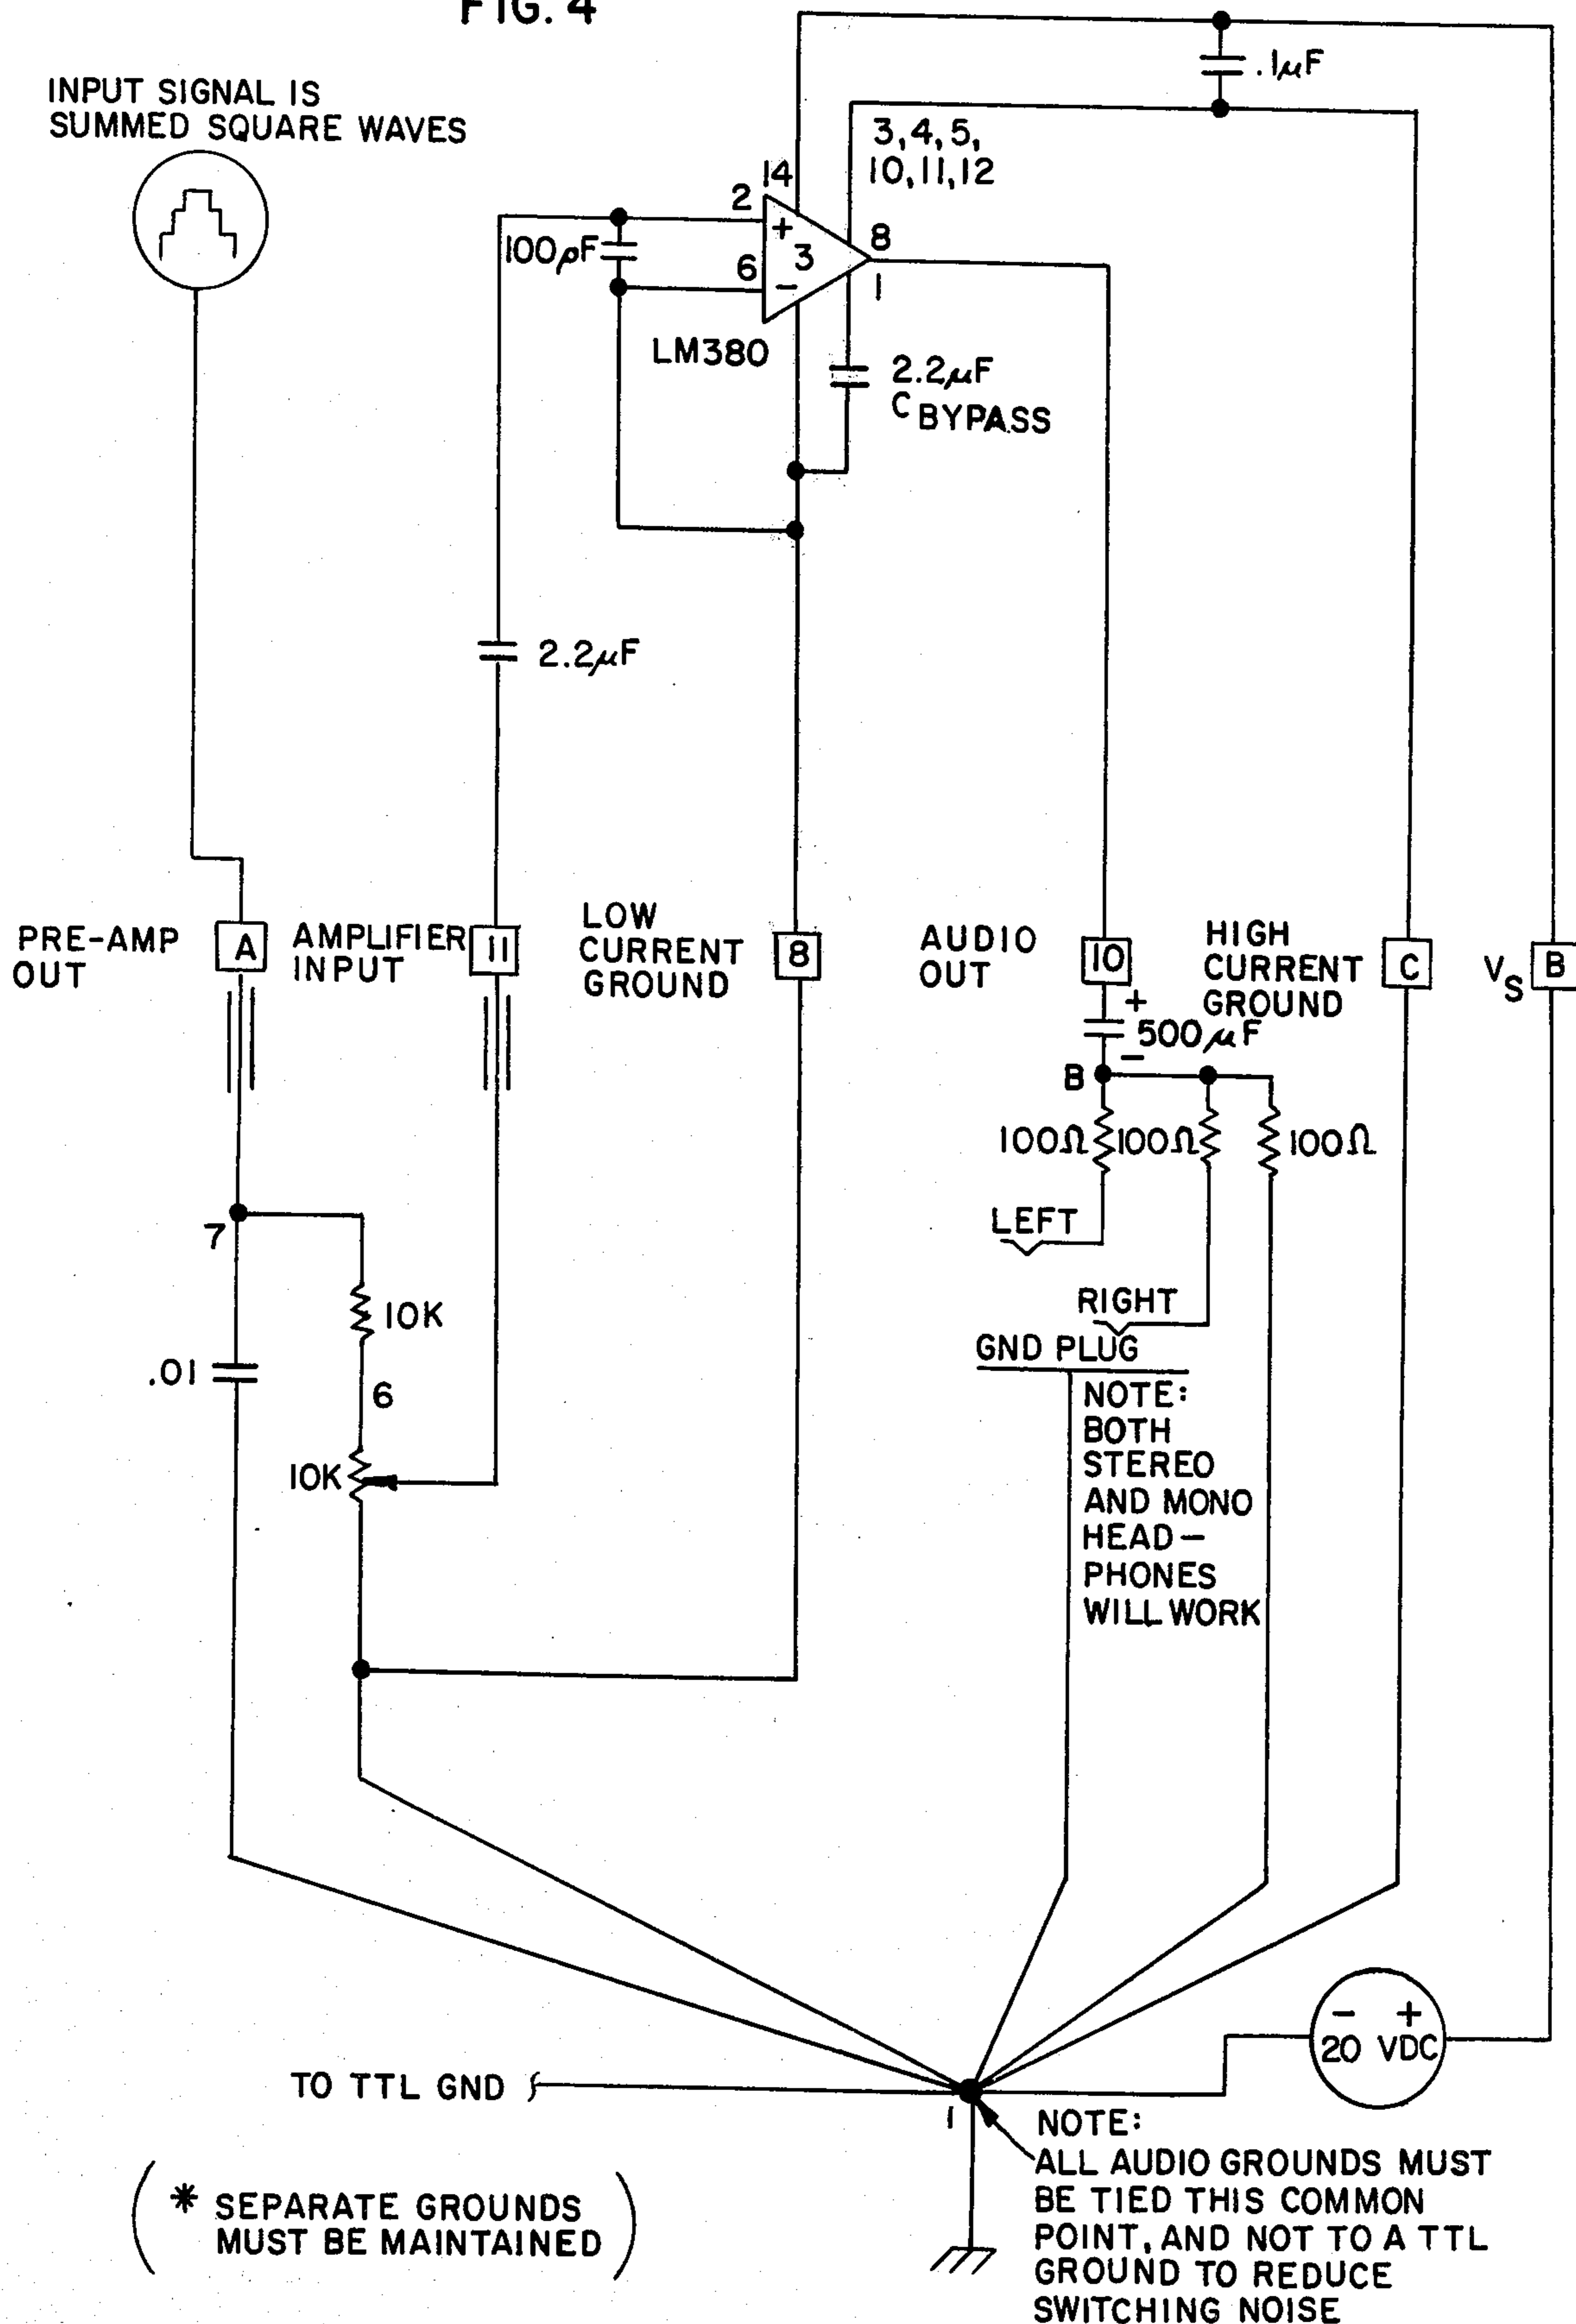 FIG. 4
INPUT SIGNAL IS
SUMMED SQUARE WAVES
.1µF
3,4,5,
10,11,12
14
2
+
100pF
3
8
6
-
1
LM380
2.2µF
C BYPASS
2.2µF
PRE-AMP
OUT
A
AMPLIFIER
INPUT
11
LOW
CURRENT
GROUND
8
AUDIO
OUT
10
HIGH
CURRENT
GROUND
C
VS
B
+
500µF
-
B
100Ω
100Ω
100Ω
LEFT
7
RIGHT
10K
GND PLUG
.01
6
NOTE:
BOTH
STEREO
AND MONO
HEAD-
PHONES
WILL WORK
10K
- +
20 VDC
TO TTL GND
1
NOTE:
ALL AUDIO GROUNDS MUST
BE TIED THIS COMMON
POINT, AND NOT TO A TTL
GROUND TO REDUCE
SWITCHING NOISE
(* SEPARATE GROUNDS
MUST BE MAINTAINED)